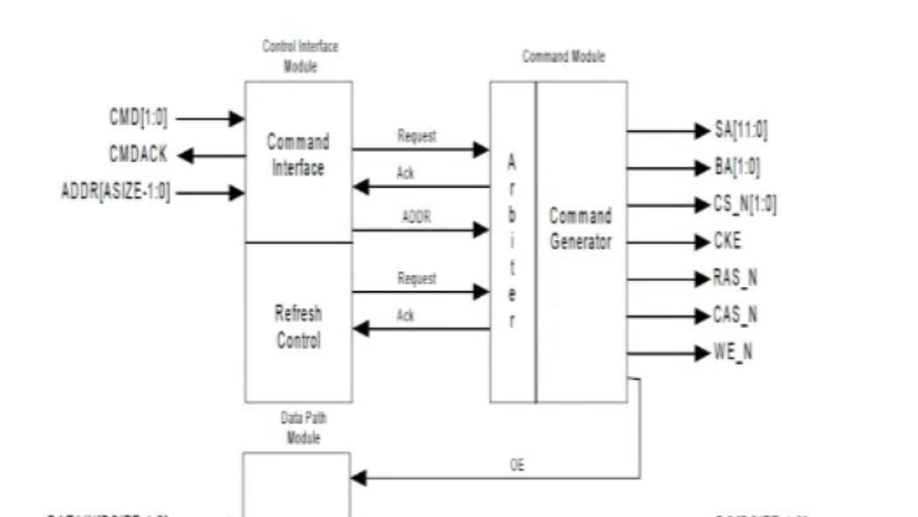 Control Interface
Module
Command Module
CMD[1:0]
CMDACK
ADDR[ASIZE-1:0]
Command
Interface
Request
Ack
ADDR
Request
Ack
Refresh
Control
Arbiter
Command
Generator
SA[11:0]
BA[1:0]
CS_N[1:0]
CKE
RAS_N
CAS_N
WE_N
Data Path
Module
OE